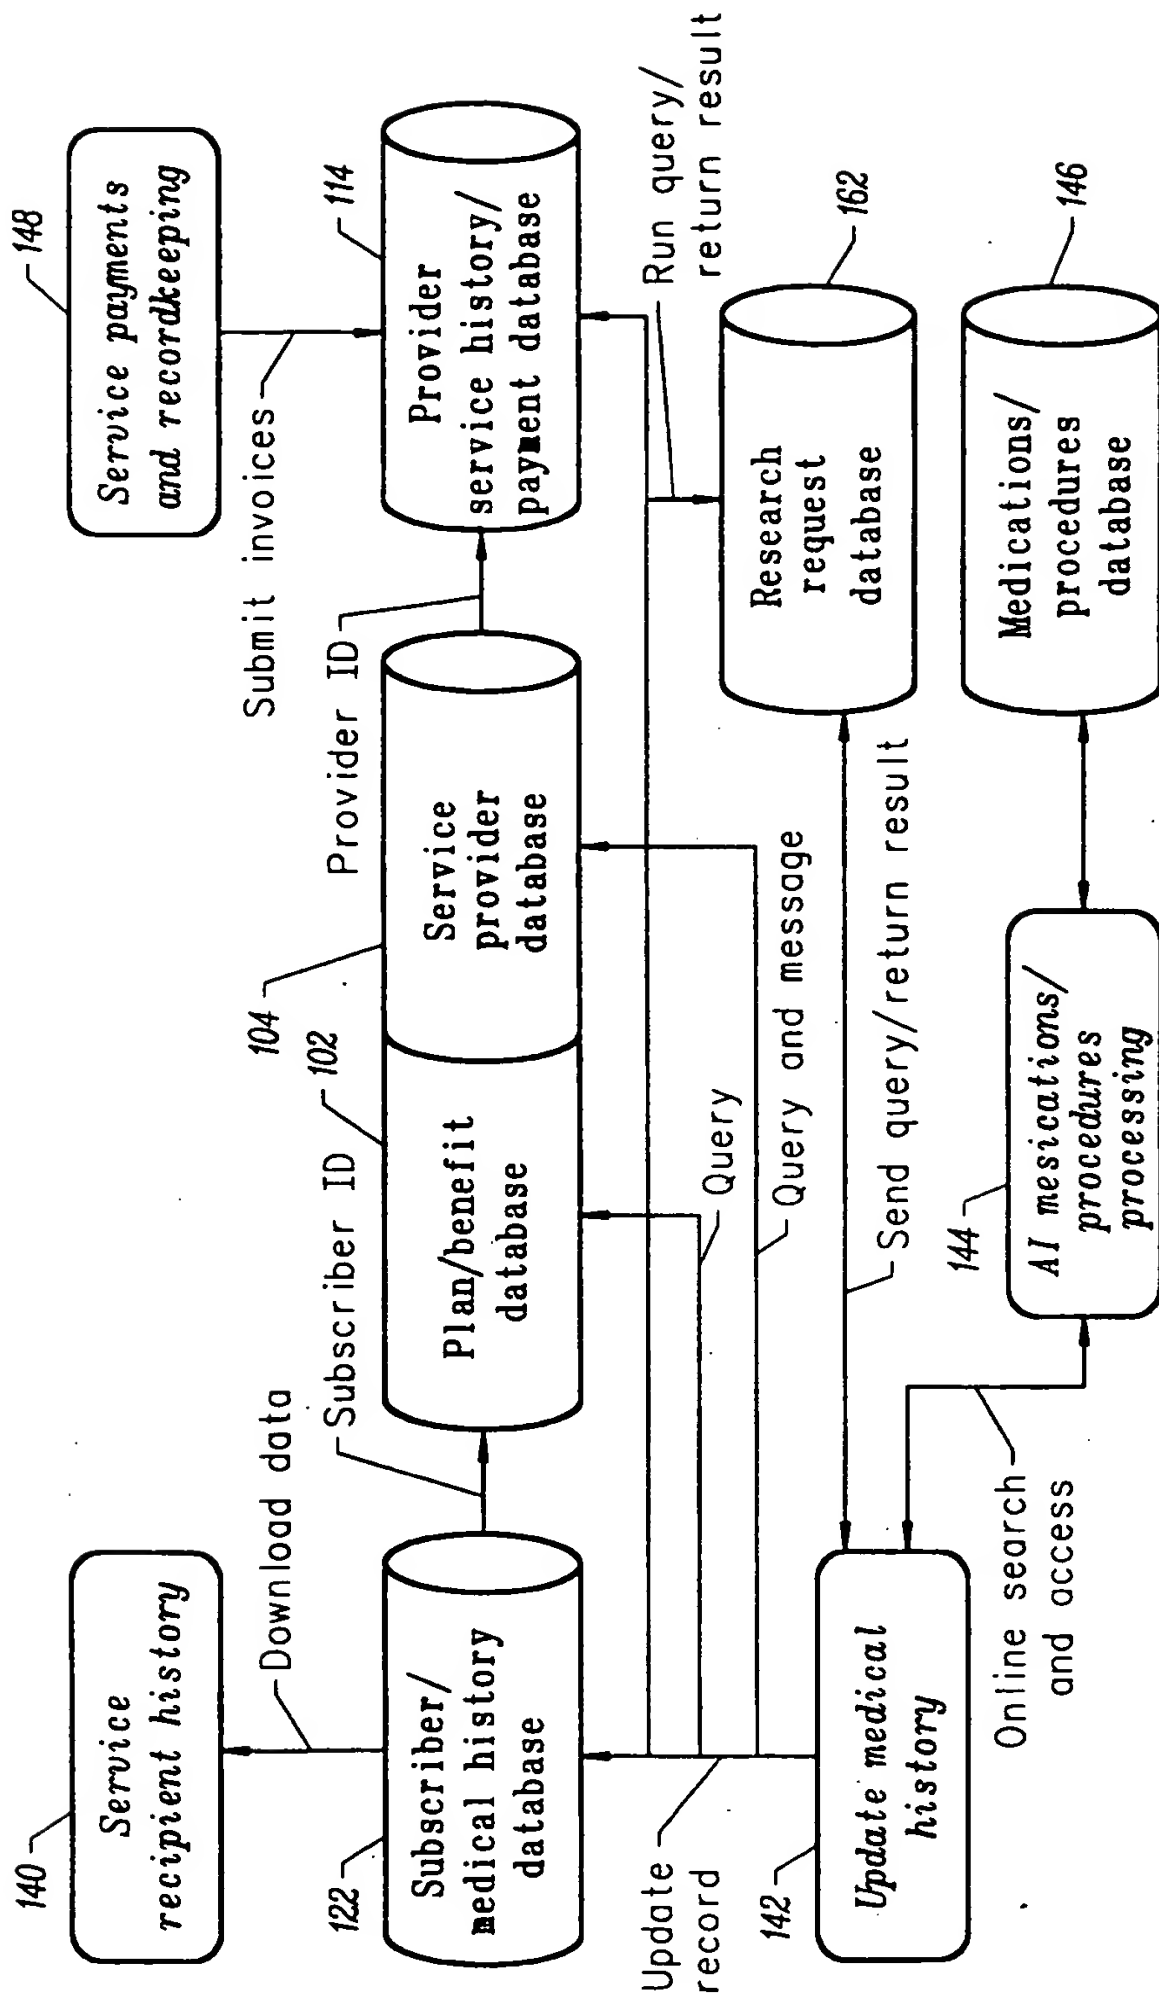 140
Service
recipient history
Download data
148
Service payments
and recordkeeping
Submit invoices
122
Subscriber/
medical history
database
Subscriber ID
102
Plan/benefit
database
104
Service
provider
database
Provider ID
114
Provider
service history/
payment database
Update
record
Query
Query and message
Run query/
return result
162
Research
request
database
Send query/return result
142
Update medical
history
Online search
and access
144
AI mesications/
procedures
processing
146
Medications/
procedures
database